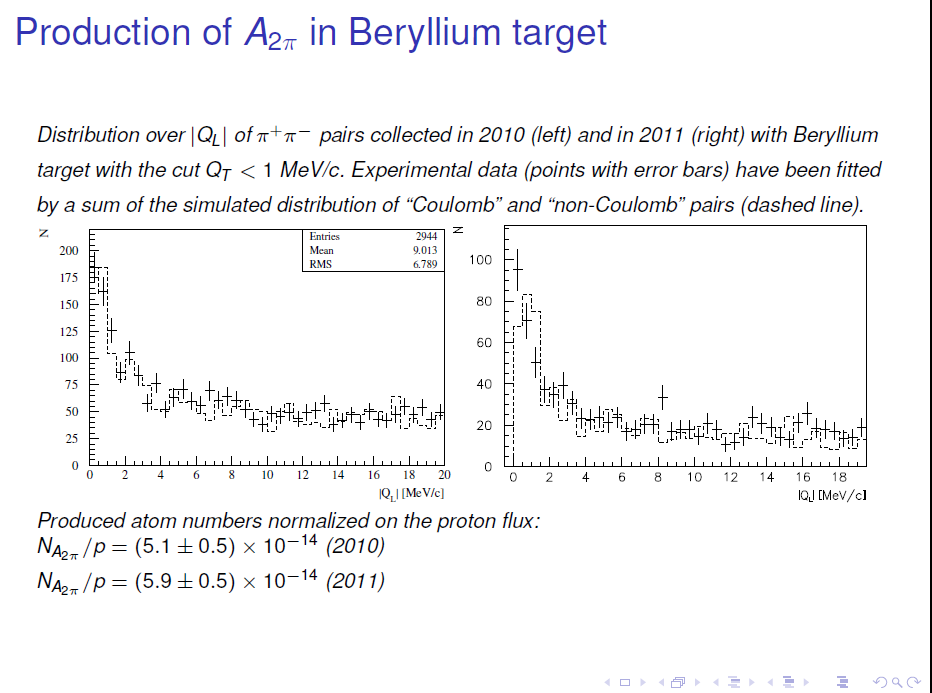 Production of A2π in Beryllium target
Distribution over |QL| of π+π− pairs collected in 2010 (left) and in 2011 (right) with Beryllium
target with the cut QT < 1 MeV/c. Experimental data (points with error bars) have been fitted
by a sum of the simulated distribution of “Coulomb” and “non-Coulomb” pairs (dashed line).
N
Entries 2944
Mean 9.013
RMS 6.789
200
175
150
125
100
75
50
25
0
0 2 4 6 8 10 12 14 16 18 20
|QL| [MeV/c]
N
100
80
60
40
20
0
0 2 4 6 8 10 12 14 16 18
|QL| [MeV/c]
Produced atom numbers normalized on the proton flux:
NA2π/p = (5.1 ± 0.5) × 10−14 (2010)
NA2π/p = (5.9 ± 0.5) × 10−14 (2011)